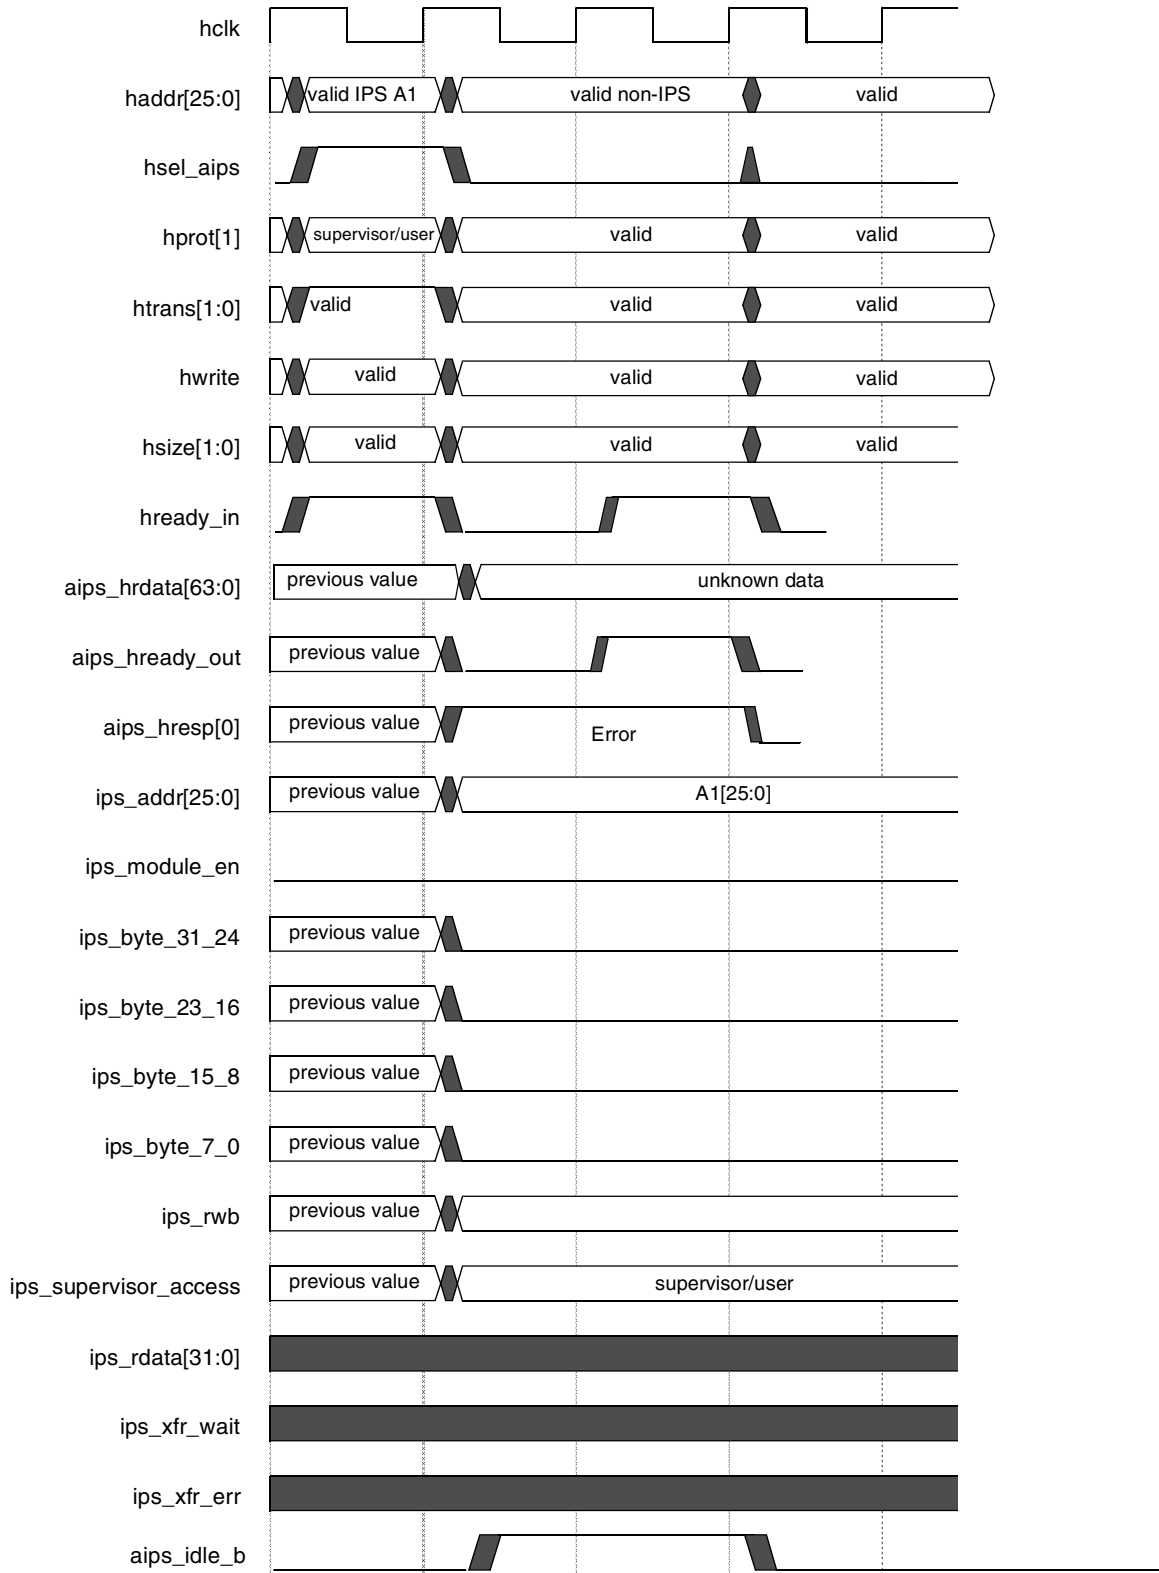 hclk
haddr[25:0] valid IPS A1 valid non-IPS valid
hsel_aips
hprot[1] supervisor/user valid valid
htrans[1:0] valid valid valid
hwrite valid valid valid
hsize[1:0] valid valid valid
hready_in
aips_hrdata[63:0] previous value unknown data
aips_hready_out previous value
aips_hresp[0] previous value Error
ips_addr[25:0] previous value A1[25:0]
ips_module_en
ips_byte_31_24 previous value
ips_byte_23_16 previous value
ips_byte_15_8 previous value
ips_byte_7_0 previous value
ips_rwb previous value
ips_supervisor_access previous value supervisor/user
ips_rdata[31:0]
ips_xfr_wait
ips_xfr_err
aips_idle_b